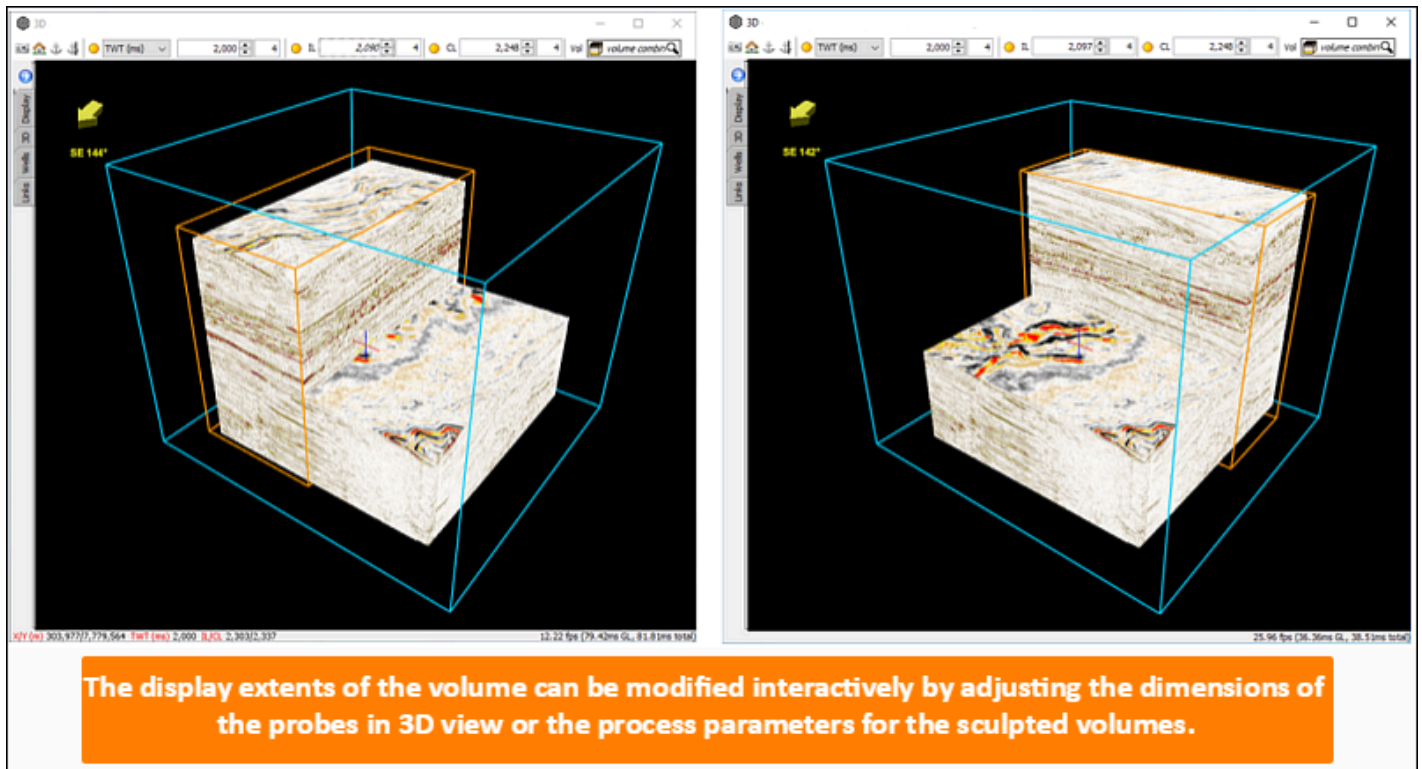 3D
TWT (ms) 2,000 4 IL 2,090 4 CL 2,248 4 Vol volume combin
Display
3D
Wells
Links
SE 144°
X/Y (m) 303,977/7,779,564 TWT (ms) 2,000 IL/CL 2,303/2,337 12.22 fps (79.42ms GL, 81.81ms total)
3D
TWT (ms) 2,000 4 IL 2,097 4 CL 2,248 4 Vol volume combin
Display
3D
Wells
Links
SE 142°
25.96 fps (36.36ms GL, 38.51ms total)
The display extents of the volume can be modified interactively by adjusting the dimensions of
the probes in 3D view or the process parameters for the sculpted volumes.